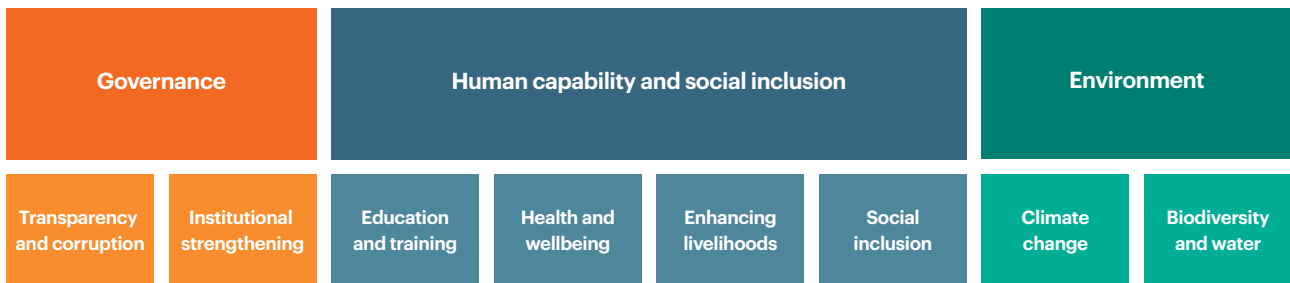 Governance
Human capability and social inclusion
Environment
Transparency
and corruption
Institutional
strengthening
Education
and training
Health and
wellbeing
Enhancing
livelihoods
Social
inclusion
Climate
change
Biodiversity
and water